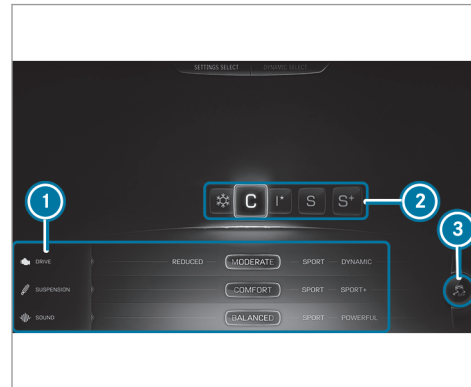 SETTINGS SELECT DYNAMIC SELECT
1
2
C I* S S+
3
DRIVE REDUCED MODERATE SPORT DYNAMIC
SUSPENSION COMFORT SPORT SPORT+
SOUND BALANCED SPORT POWERFUL